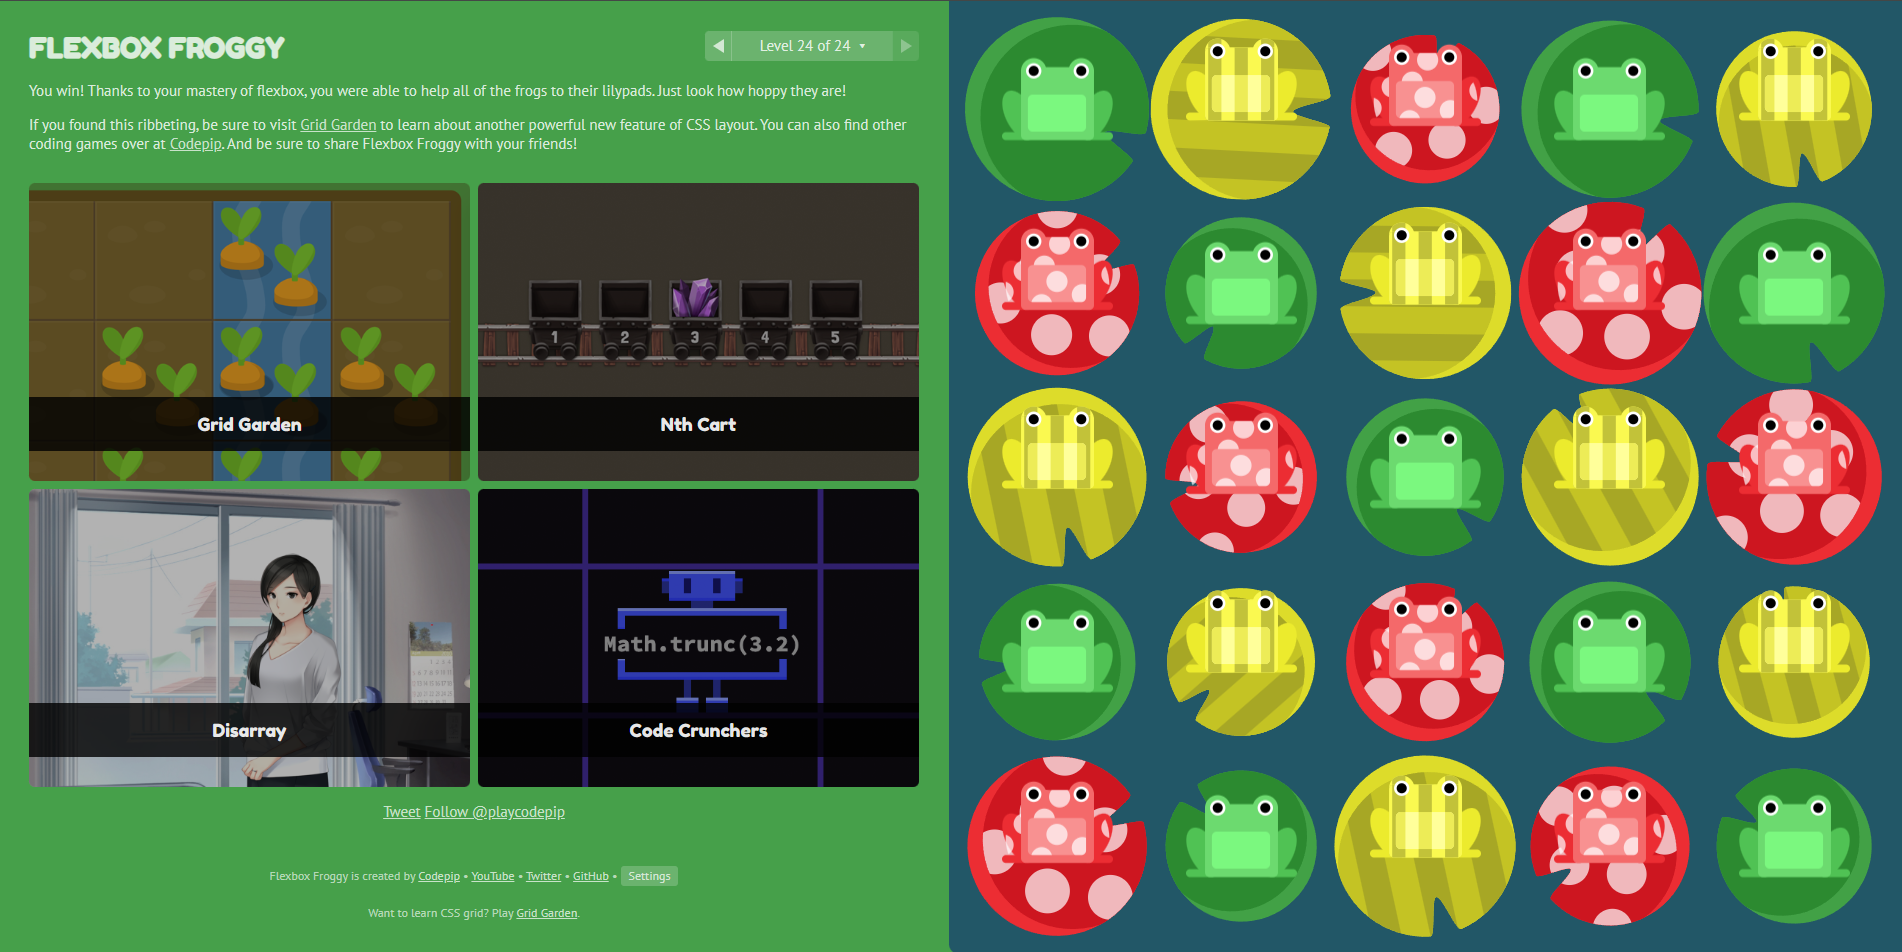 FLEXBOX FROGGY
Level 24 of 24
You win! Thanks to your mastery of flexbox, you were able to help all of the frogs to their lilypads. Just look how hoppy they are!
If you found this ribbeting, be sure to visit Grid Garden to learn about another powerful new feature of CSS layout. You can also find other
coding games over at Codepip. And be sure to share Flexbox Froggy with your friends!
1 2 3 4 5
Grid Garden
Nth Cart
Math.trunc(3.2)
Disarray
Code Crunchers
Tweet Follow @playcodepip
Flexbox Froggy is created by Codepip • YouTube • Twitter • GitHub • Settings
Want to learn CSS grid? Play Grid Garden.